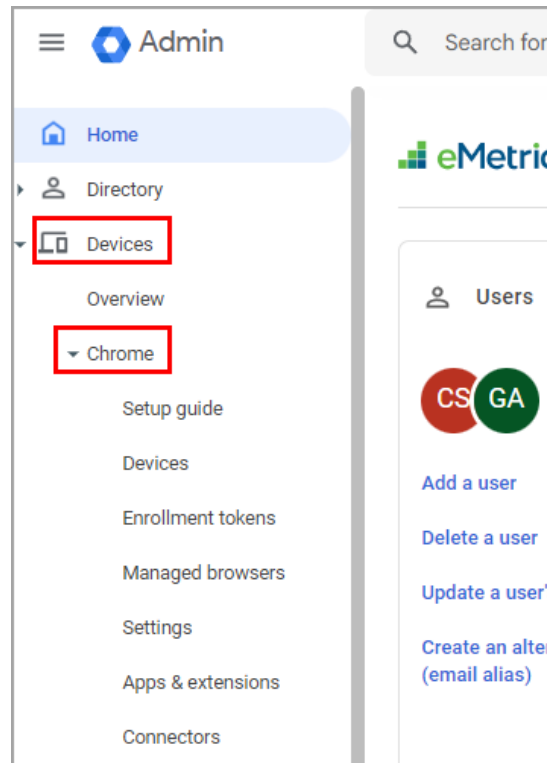 Admin
Search for
Home
Directory
Devices
Overview
Chrome
Setup guide
Devices
Enrollment tokens
Managed browsers
Settings
Apps & extensions
Connectors
eMetric
Users
CS GA
Add a user
Delete a user
Update a user'
Create an alter
(email alias)